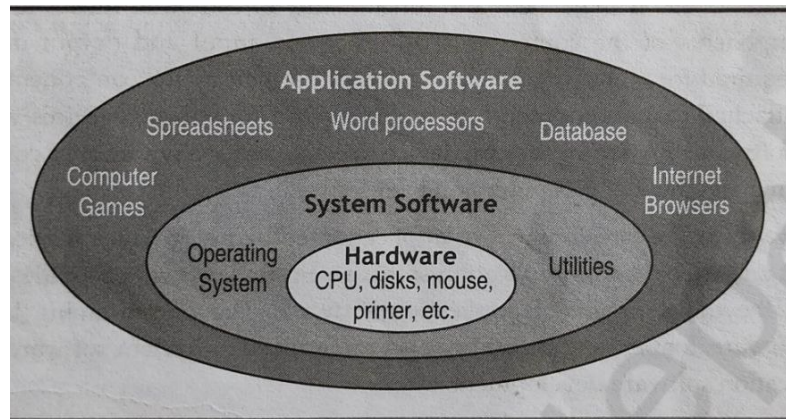 Application Software
Spreadsheets
Word processors
Database
Computer
Games
Internet
Browsers
System Software
Operating
System
Utilities
Hardware
CPU, disks, mouse,
printer, etc.